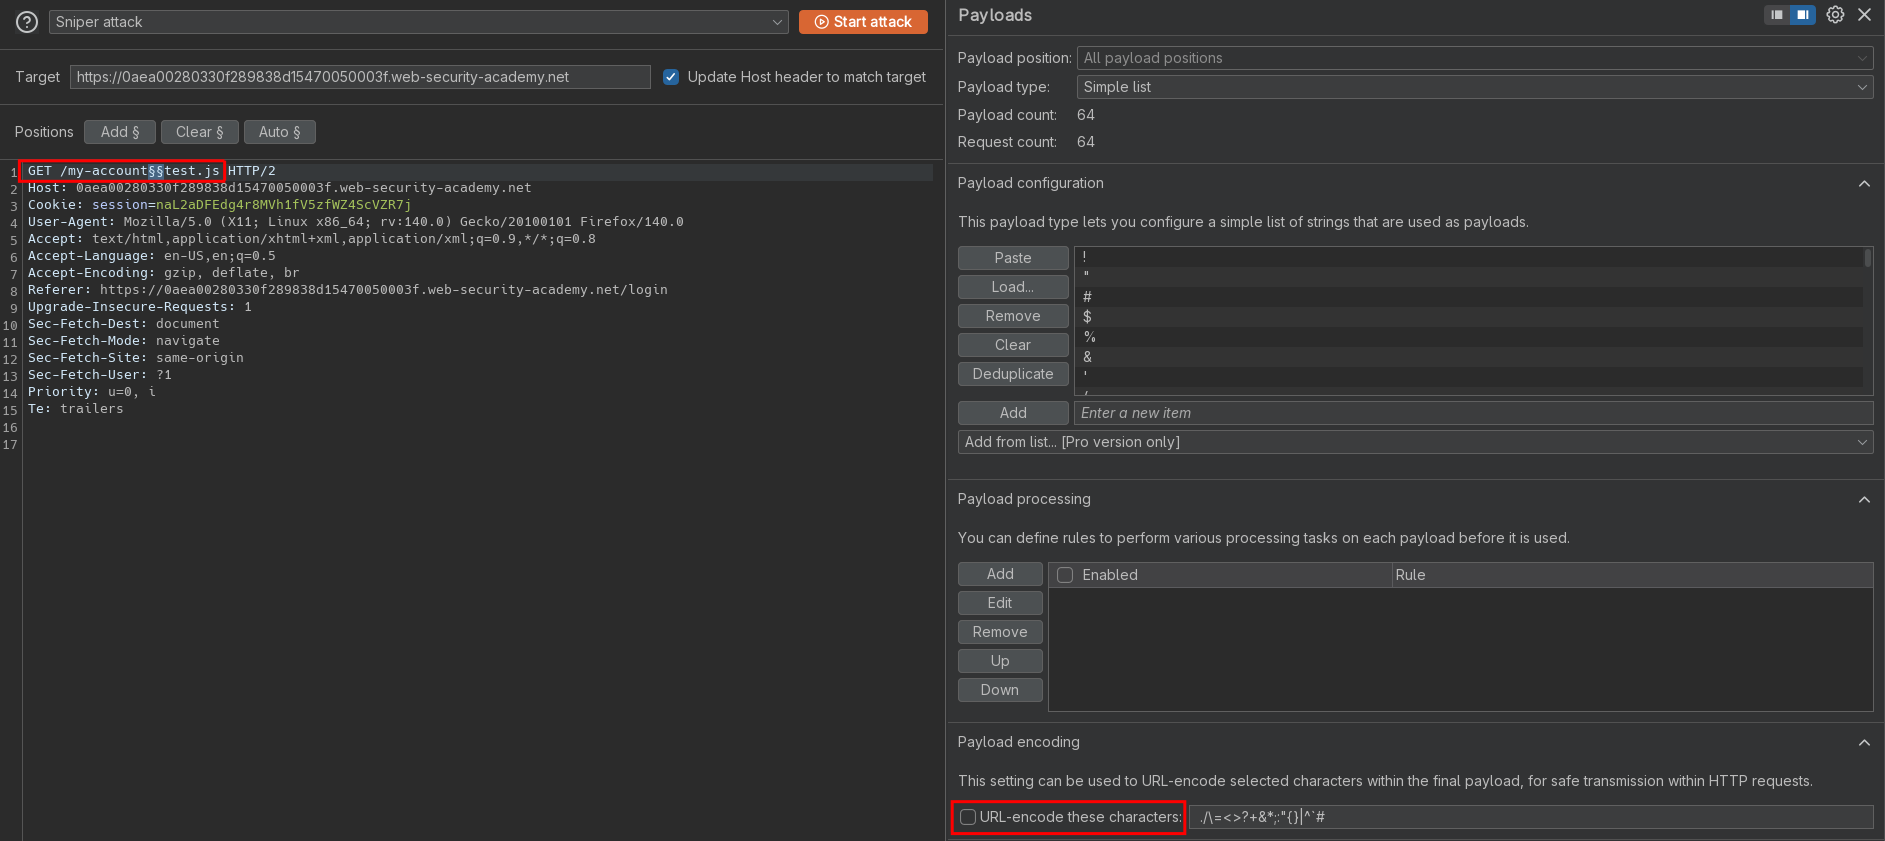 Sniper attack
Start attack
Target https://0aea00280330f289838d15470050003f.web-security-academy.net Update Host header to match target
Positions Add § Clear § Auto §
1 GET /my-account§§test.js HTTP/2
2 Host: 0aea00280330f289838d15470050003f.web-security-academy.net
3 Cookie: session=naL2aDFEdg4r8MVh1fV5zfWZ4ScVZR7j
4 User-Agent: Mozilla/5.0 (X11; Linux x86_64; rv:140.0) Gecko/20100101 Firefox/140.0
5 Accept: text/html,application/xhtml+xml,application/xml;q=0.9,*/*;q=0.8
6 Accept-Language: en-US,en;q=0.5
7 Accept-Encoding: gzip, deflate, br
8 Referer: https://0aea00280330f289838d15470050003f.web-security-academy.net/login
9 Upgrade-Insecure-Requests: 1
10 Sec-Fetch-Dest: document
11 Sec-Fetch-Mode: navigate
12 Sec-Fetch-Site: same-origin
13 Sec-Fetch-User: ?1
14 Priority: u=0, i
15 Te: trailers
16
17
Payloads
Payload position: All payload positions
Payload type: Simple list
Payload count: 64
Request count: 64
Payload configuration
This payload type lets you configure a simple list of strings that are used as payloads.
Paste
Load...
Remove
Clear
Deduplicate
!
"
#
$
%
&
'
Add Enter a new item
Add from list... [Pro version only]
Payload processing
You can define rules to perform various processing tasks on each payload before it is used.
Add
Edit
Remove
Up
Down
Enabled Rule
Payload encoding
This setting can be used to URL-encode selected characters within the final payload, for safe transmission within HTTP requests.
URL-encode these characters: ./\=<>?+&*;:"{}|^`#